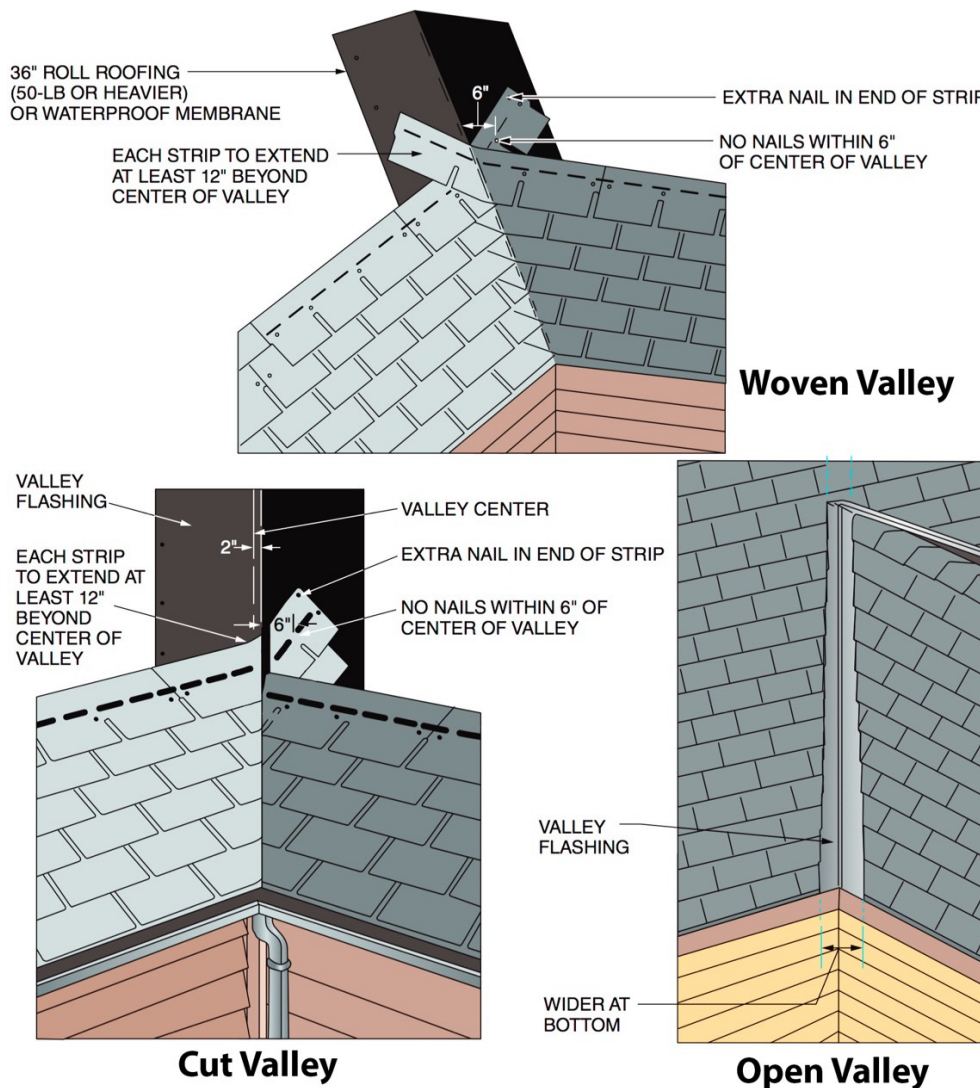 36" ROLL ROOFING
(50-LB OR HEAVIER)
OR WATERPROOF MEMBRANE
EACH STRIP TO EXTEND
AT LEAST 12" BEYOND
CENTER OF VALLEY
6"
EXTRA NAIL IN END OF STRIP
NO NAILS WITHIN 6"
OF CENTER OF VALLEY
Woven Valley
VALLEY
FLASHING
EACH STRIP
TO EXTEND AT
LEAST 12"
BEYOND
CENTER OF
VALLEY
2"
6"
VALLEY CENTER
EXTRA NAIL IN END OF STRIP
NO NAILS WITHIN 6" OF
CENTER OF VALLEY
Cut Valley
VALLEY
FLASHING
WIDER AT
BOTTOM
Open Valley